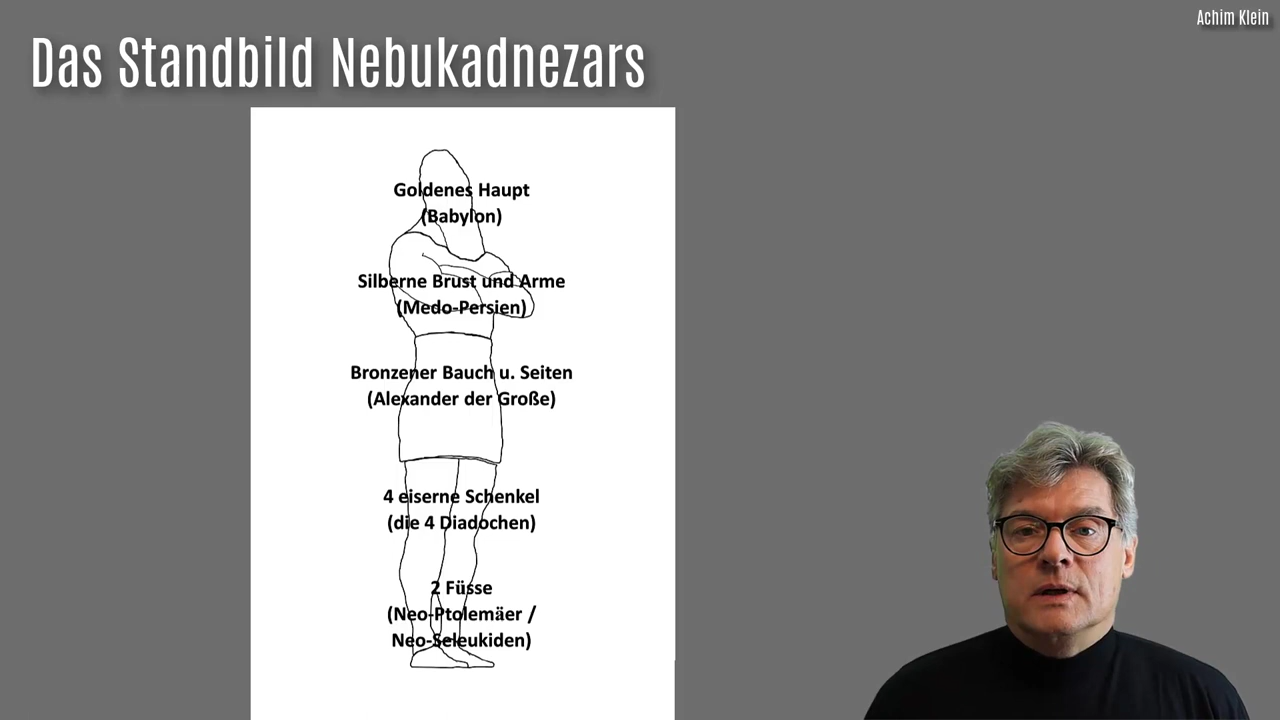 Achim Klein
Das Standbild Nebukadnezars
Goldenes Haupt
(Babylon)
Silberne Brust und Arme
(Medo-Persien)
Bronzener Bauch u. Seiten
(Alexander der Große)
4 eiserne Schenkel
(die 4 Diadochen)
2 Füsse
(Neo-Ptolemäer /
Neo-Seleukiden)